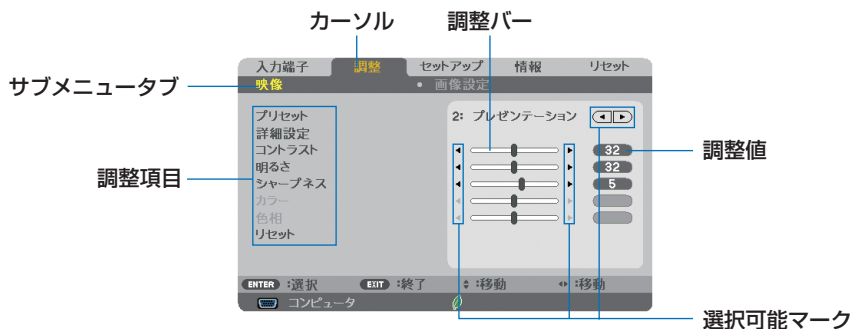 カーソル
調整バー
入力端子 調整 セットアップ 情報 リセット
サブメニュータブ
映像 ● 画像設定
プリセット 2: プレゼンテーション
詳細設定
コントラスト 32
調整値
明るさ 32
調整項目
シャープネス 5
カラー
色相
リセット
ENTER :選択 EXIT :終了 :移動 :移動
コンピュータ
選択可能マーク